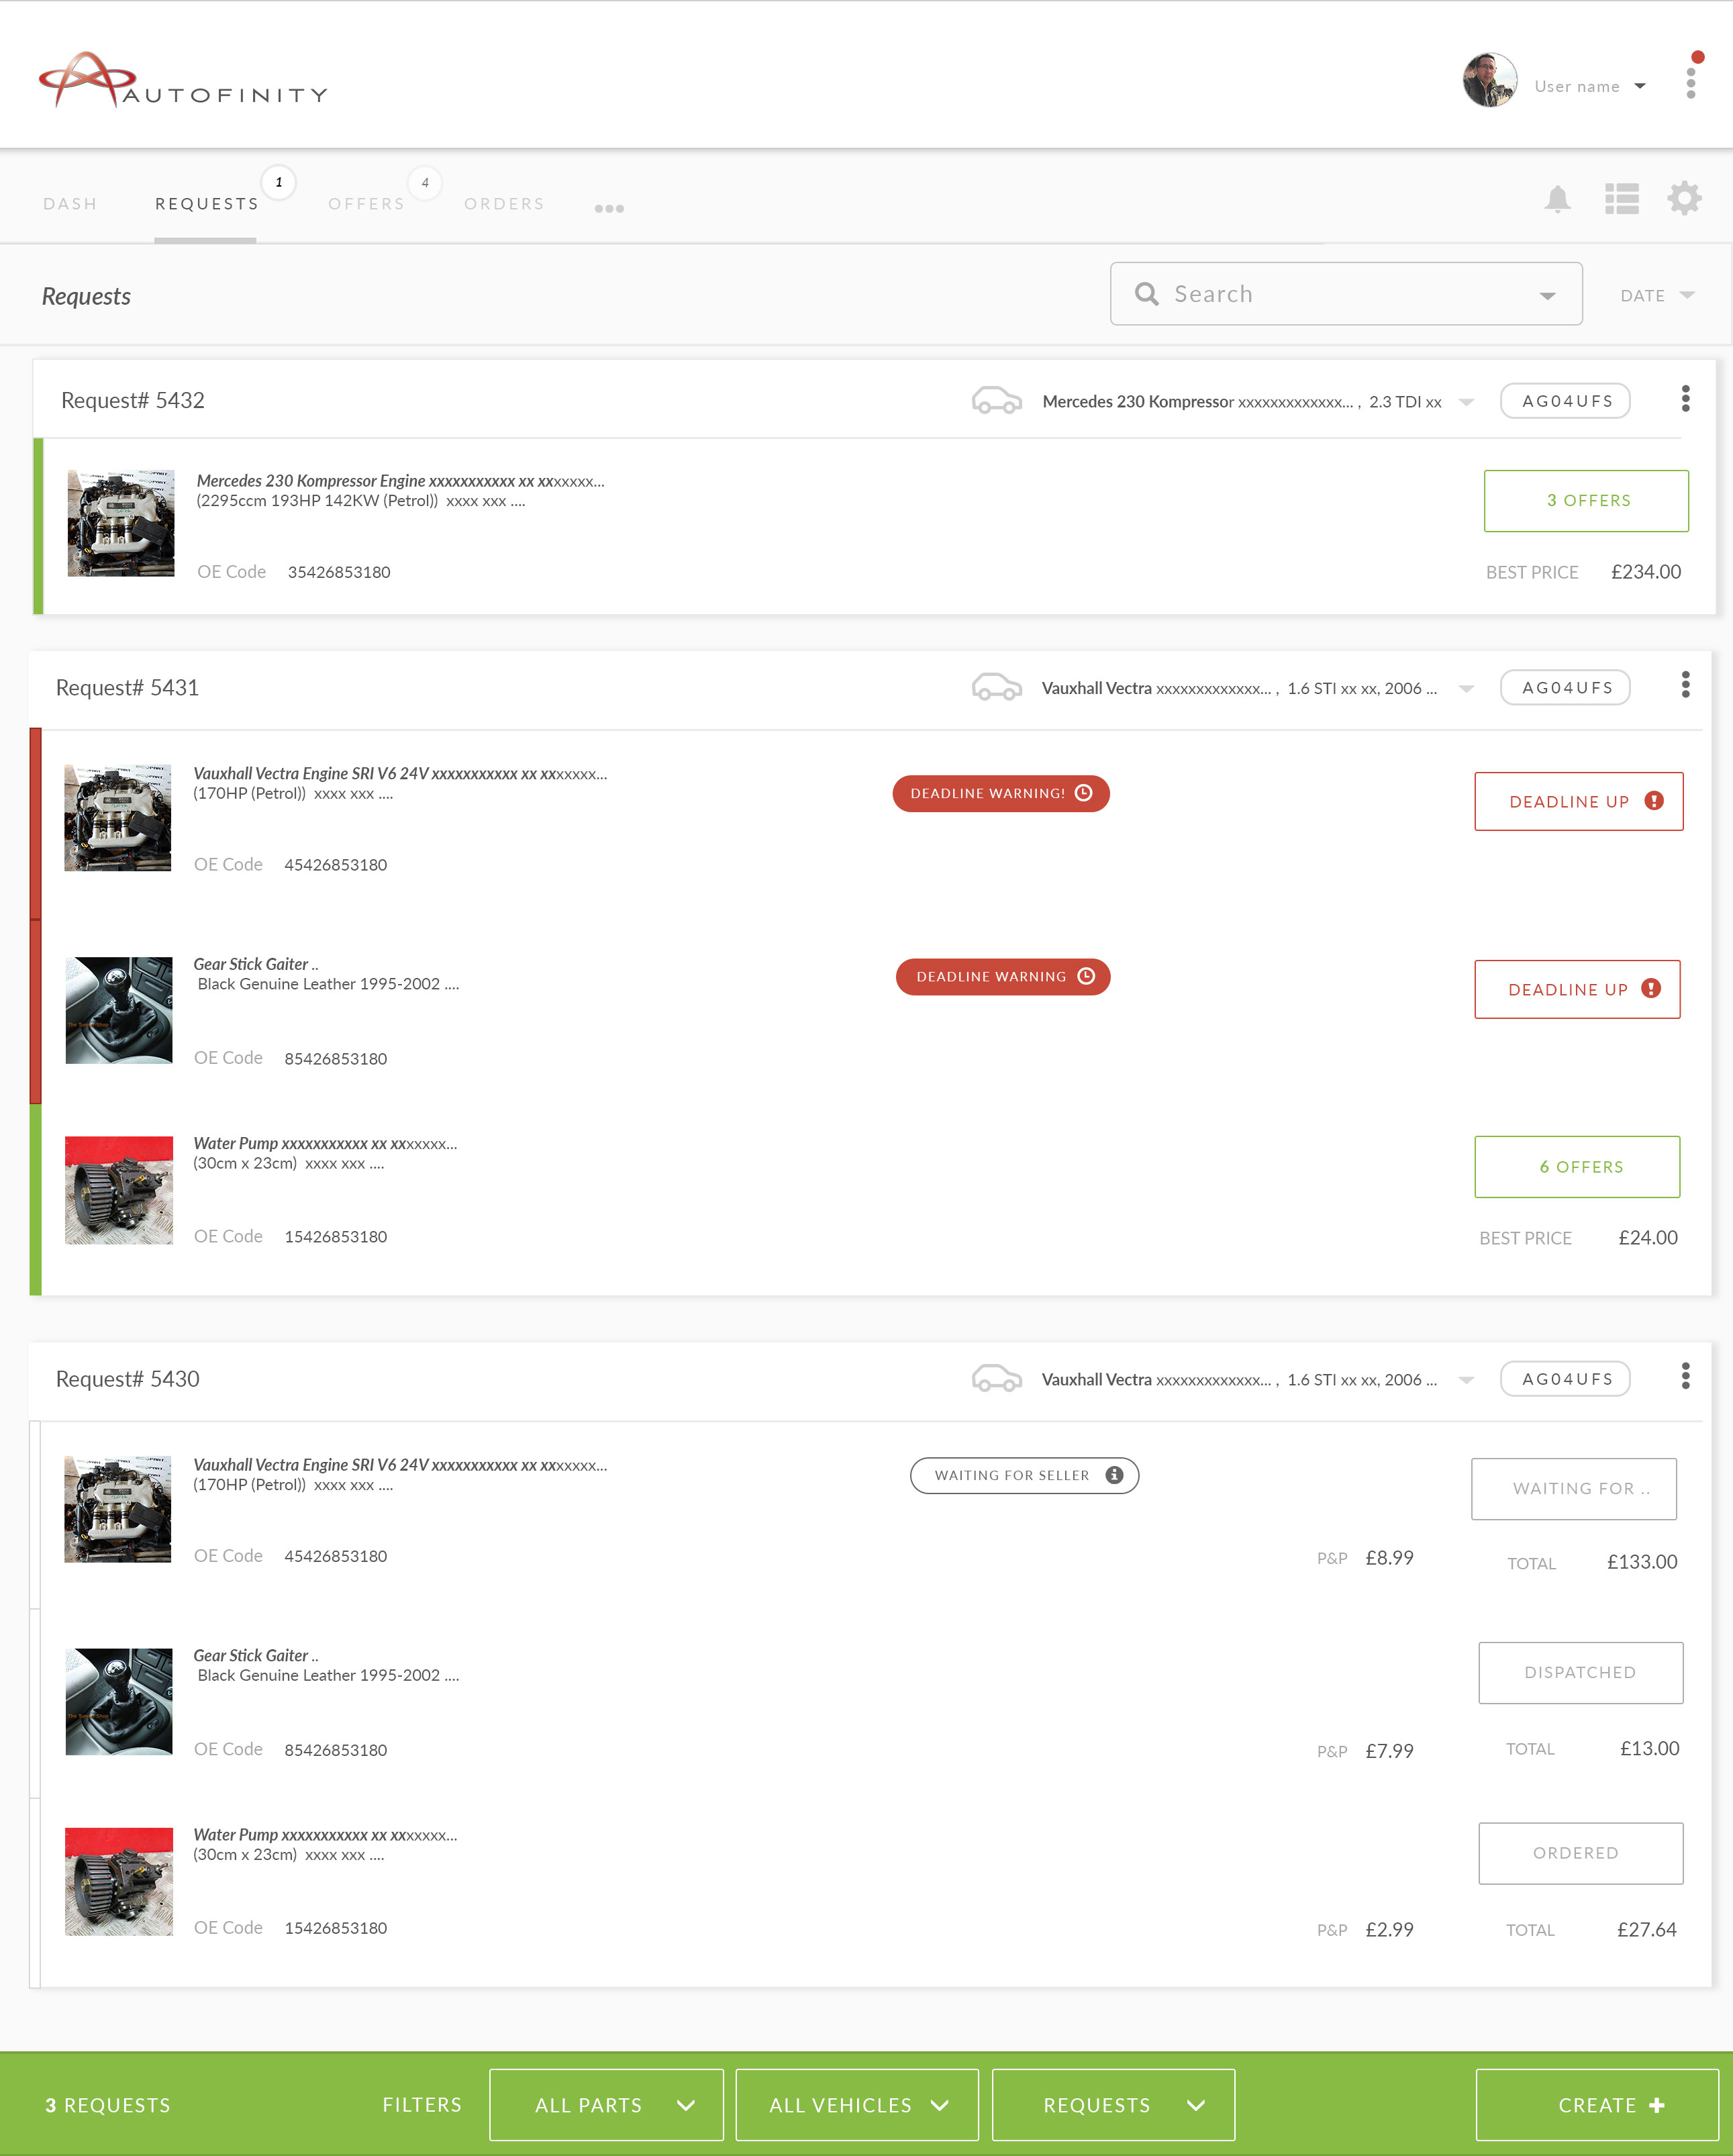 AUTOFINITY
User name
DASH
REQUESTS
1
OFFERS
4
ORDERS
Requests
Search
DATE
Request# 5432
Mercedes 230 Kompressor xxxxxxxxxxxxx... , 2.3 TDI xx
AG04UFS
Mercedes 230 Kompressor Engine xxxxxxxxxxx xx xxxxxxx...
(2295ccm 193HP 142KW (Petrol)) xxxx xxx ....
3 OFFERS
OE Code 35426853180
BEST PRICE £234.00
Request# 5431
Vauxhall Vectra xxxxxxxxxxxxx... , 1.6 STI xx xx, 2006 ...
AG04UFS
Vauxhall Vectra Engine SRI V6 24V xxxxxxxxxxx xx xxxxxxx...
(170HP (Petrol)) xxxx xxx ....
DEADLINE WARNING!
DEADLINE UP
OE Code 45426853180
Gear Stick Gaiter ..
Black Genuine Leather 1995-2002 ....
DEADLINE WARNING
DEADLINE UP
OE Code 85426853180
Water Pump xxxxxxxxxxx xx xxxxxxx...
(30cm x 23cm) xxxx xxx ....
6 OFFERS
OE Code 15426853180
BEST PRICE £24.00
Request# 5430
Vauxhall Vectra xxxxxxxxxxxxx... , 1.6 STI xx xx, 2006 ...
AG04UFS
Vauxhall Vectra Engine SRI V6 24V xxxxxxxxxxx xx xxxxxxx...
(170HP (Petrol)) xxxx xxx ....
WAITING FOR SELLER
WAITING FOR ..
OE Code 45426853180
P&P £8.99
TOTAL £133.00
Gear Stick Gaiter ..
Black Genuine Leather 1995-2002 ....
DISPATCHED
OE Code 85426853180
P&P £7.99
TOTAL £13.00
Water Pump xxxxxxxxxxx xx xxxxxxx...
(30cm x 23cm) xxxx xxx ....
ORDERED
OE Code 15426853180
P&P £2.99
TOTAL £27.64
3 REQUESTS
FILTERS
ALL PARTS
ALL VEHICLES
REQUESTS
CREATE